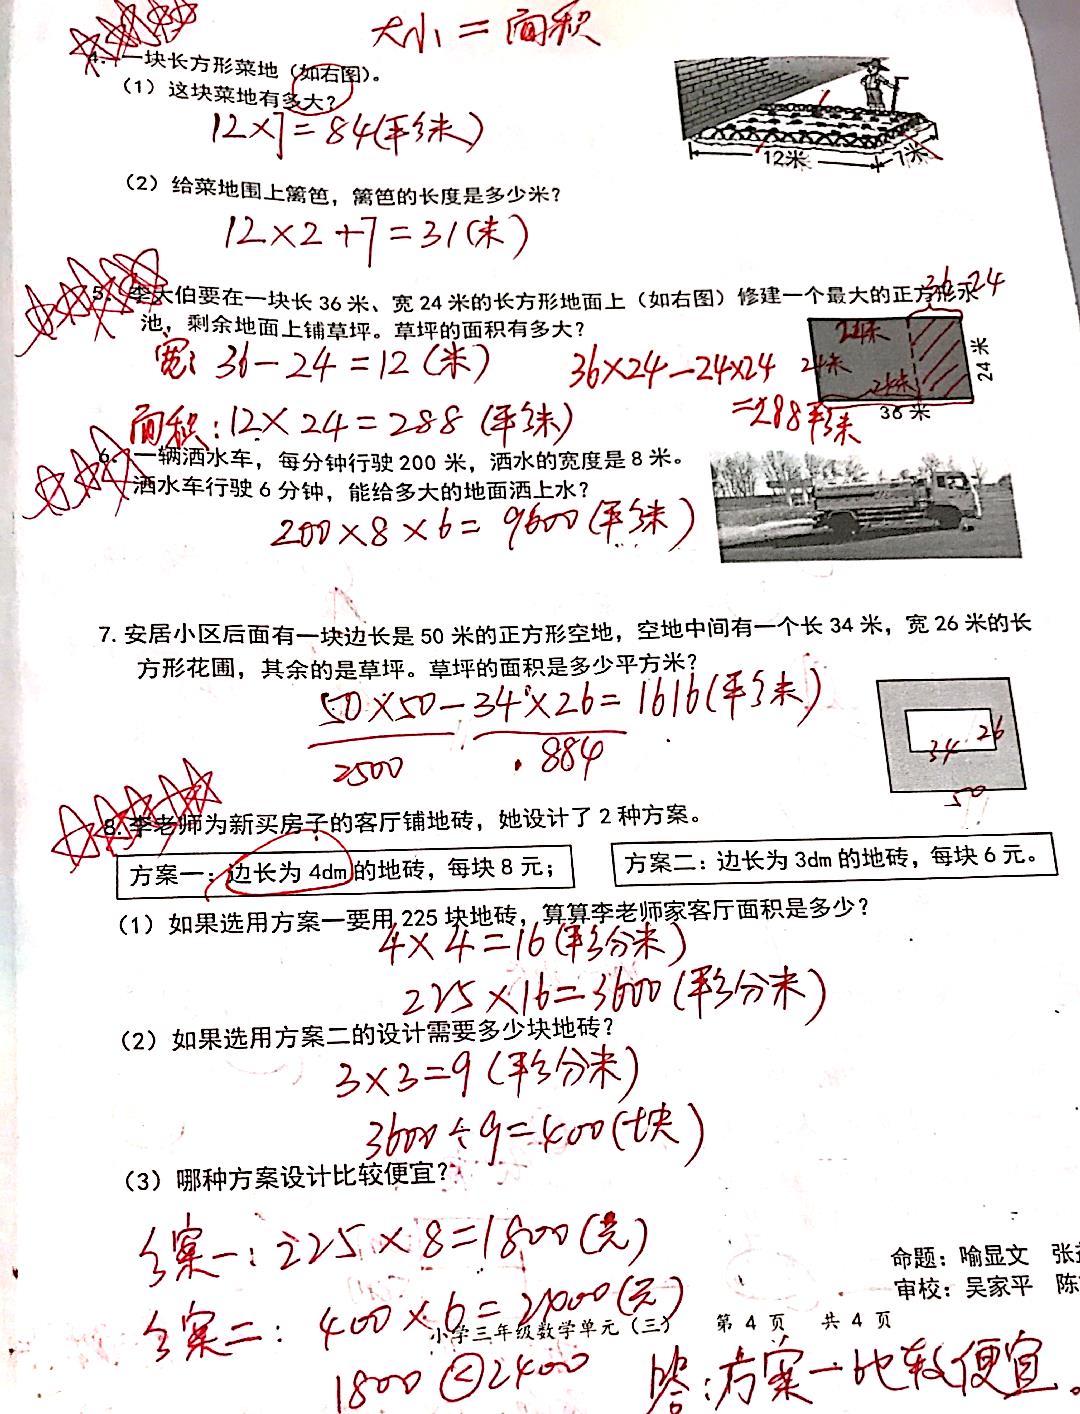 大小＝面积
4. 一块长方形菜地（如右图）。
（1）这块菜地有多大？
12×7＝84(平方米)
12米
7米
（2）给菜地围上篱笆，篱笆的长度是多少米？
12×2＋7＝31(米)
5. 李大伯要在一块长 36 米、宽 24 米的长方形地面上（如右图）修建一个最大的正方形水
池，剩余地面上铺草坪。草坪的面积有多大？
宽：36－24＝12（米）
36×24－24×24
＝288平方米
面积：12×24＝288（平方米）
36-24
24米
24米
24米
24 米
36 米
6. 一辆洒水车，每分钟行驶 200 米，洒水的宽度是 8 米。
洒水车行驶 6 分钟，能给多大的地面洒上水？
200×8×6＝9600(平方米)
7. 安居小区后面有一块边长是 50 米的正方形空地，空地中间有一个长 34 米，宽 26 米的长
方形花圃，其余的是草坪。草坪的面积是多少平方米？
50×50－34×26＝1616(平方米)
2500
884
34
26
50
8. 李老师为新买房子的客厅铺地砖，她设计了 2 种方案。
方案一：边长为 4dm 的地砖，每块 8 元；
方案二：边长为 3dm 的地砖，每块 6 元。
（1）如果选用方案一要用 225 块地砖，算算李老师家客厅面积是多少？
4×4＝16(平方分米)
225×16＝3600(平方分米)
（2）如果选用方案二的设计需要多少块地砖？
3×3＝9(平方分米)
3600÷9＝400(块)
（3）哪种方案设计比较便宜？
方案一：225×8＝1800(元)
方案二：400×6＝2400(元)
1800＜2400
答：方案一比较便宜。
命题：喻显文 张
审校：吴家平 陈
小学三年级数学单元（三） 第 4 页 共 4 页